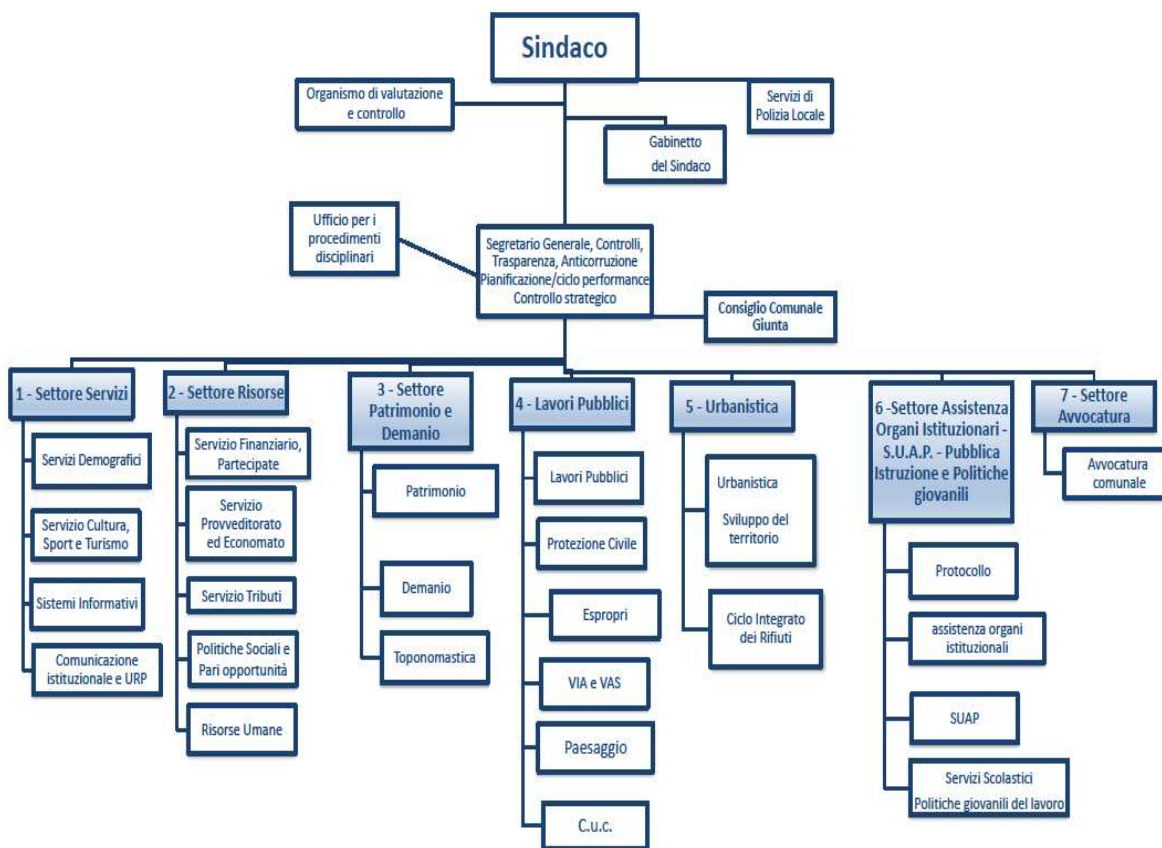 Sindaco
Organismo di valutazione
e controllo
Servizi di
Polizia Locale
Gabinetto
del Sindaco
Ufficio per i
procedimenti
disciplinari
Segretario Generale, Controlli,
Trasparenza, Anticorruzione
Pianificazione/ciclo performance
Controllo strategico
Consiglio Comunale
Giunta
1 - Settore Servizi
Servizi Demografici
Servizio Cultura,
Sport e Turismo
Sistemi Informativi
Comunicazione
istituzionale e URP
2 - Settore Risorse
Servizio Finanziario,
Partecipate
Servizio
Provveditorato
ed Economato
Servizio Tributi
Politiche Sociali e
Pari opportunità
Risorse Umane
3 - Settore
Patrimonio e
Demanio
Patrimonio
Demanio
Toponomastica
4 - Lavori Pubblici
Lavori Pubblici
Protezione Civile
Espropri
VIA e VAS
Paesaggio
C.u.c.
5 - Urbanistica
Urbanistica
Sviluppo del
territorio
Ciclo Integrato
dei Rifiuti
6 -Settore Assistenza
Organi Istituzionari -
S.U.A.P. - Pubblica
Istruzione e Politiche
giovanili
Protocollo
assistenza organi
istituzionali
SUAP
Servizi Scolastici
Politiche giovanili del lavoro
7 - Settore
Avvocatura
Avvocatura
comunale